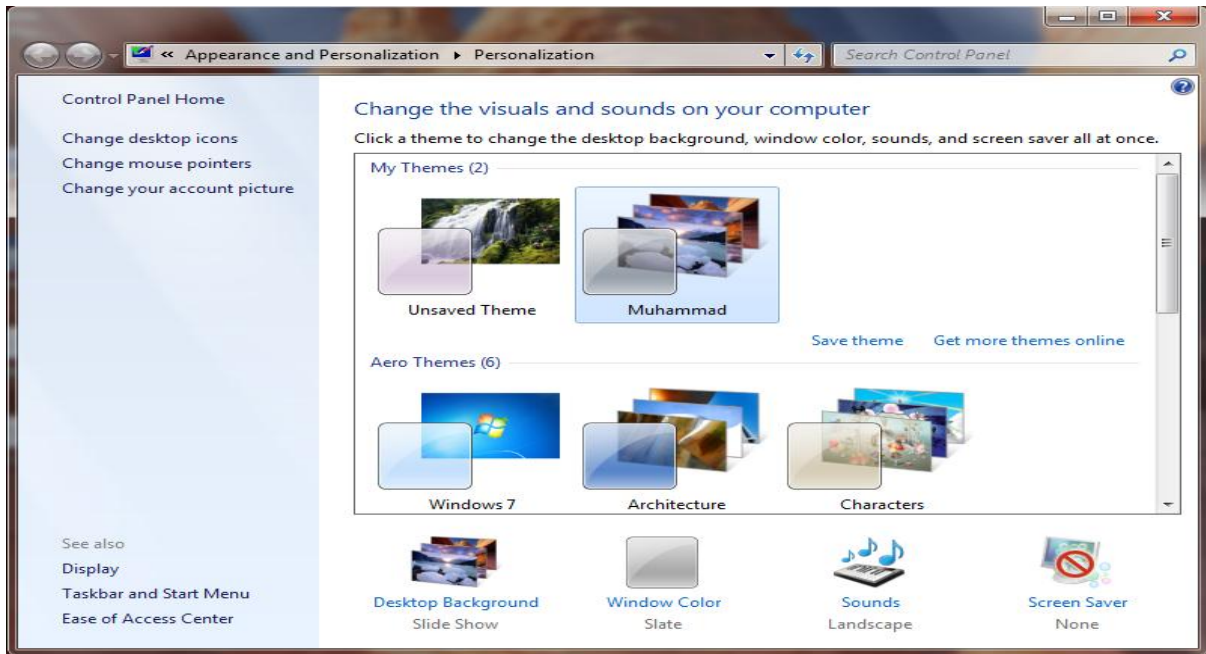 « Appearance and Personalization ▸ Personalization
Search Control Panel
Control Panel Home
Change desktop icons
Change mouse pointers
Change your account picture
Change the visuals and sounds on your computer
Click a theme to change the desktop background, window color, sounds, and screen saver all at once.
My Themes (2)
Unsaved Theme
Muhammad
Save theme
Get more themes online
Aero Themes (6)
Windows 7
Architecture
Characters
See also
Display
Taskbar and Start Menu
Ease of Access Center
Desktop Background
Slide Show
Window Color
Slate
Sounds
Landscape
Screen Saver
None